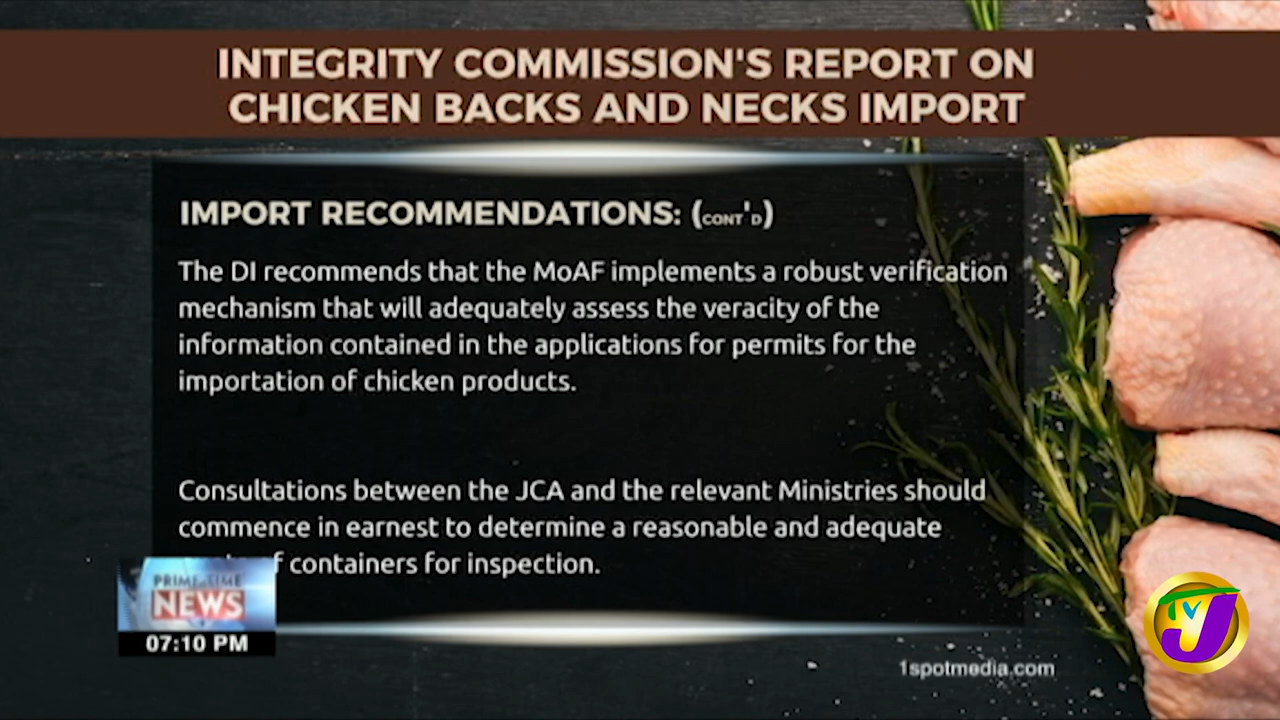 INTEGRITY COMMISSION'S REPORT ON
CHICKEN BACKS AND NECKS IMPORT
IMPORT RECOMMENDATIONS: (CONT'D)
The DI recommends that the MoAF implements a robust verification
mechanism that will adequately assess the veracity of the
information contained in the applications for permits for the
importation of chicken products.
Consultations between the JCA and the relevant Ministries should
commence in earnest to determine a reasonable and adequate
containers for inspection.
PRIME TIME
NEWS
07:10 PM
TVJ
1spotmedia.com